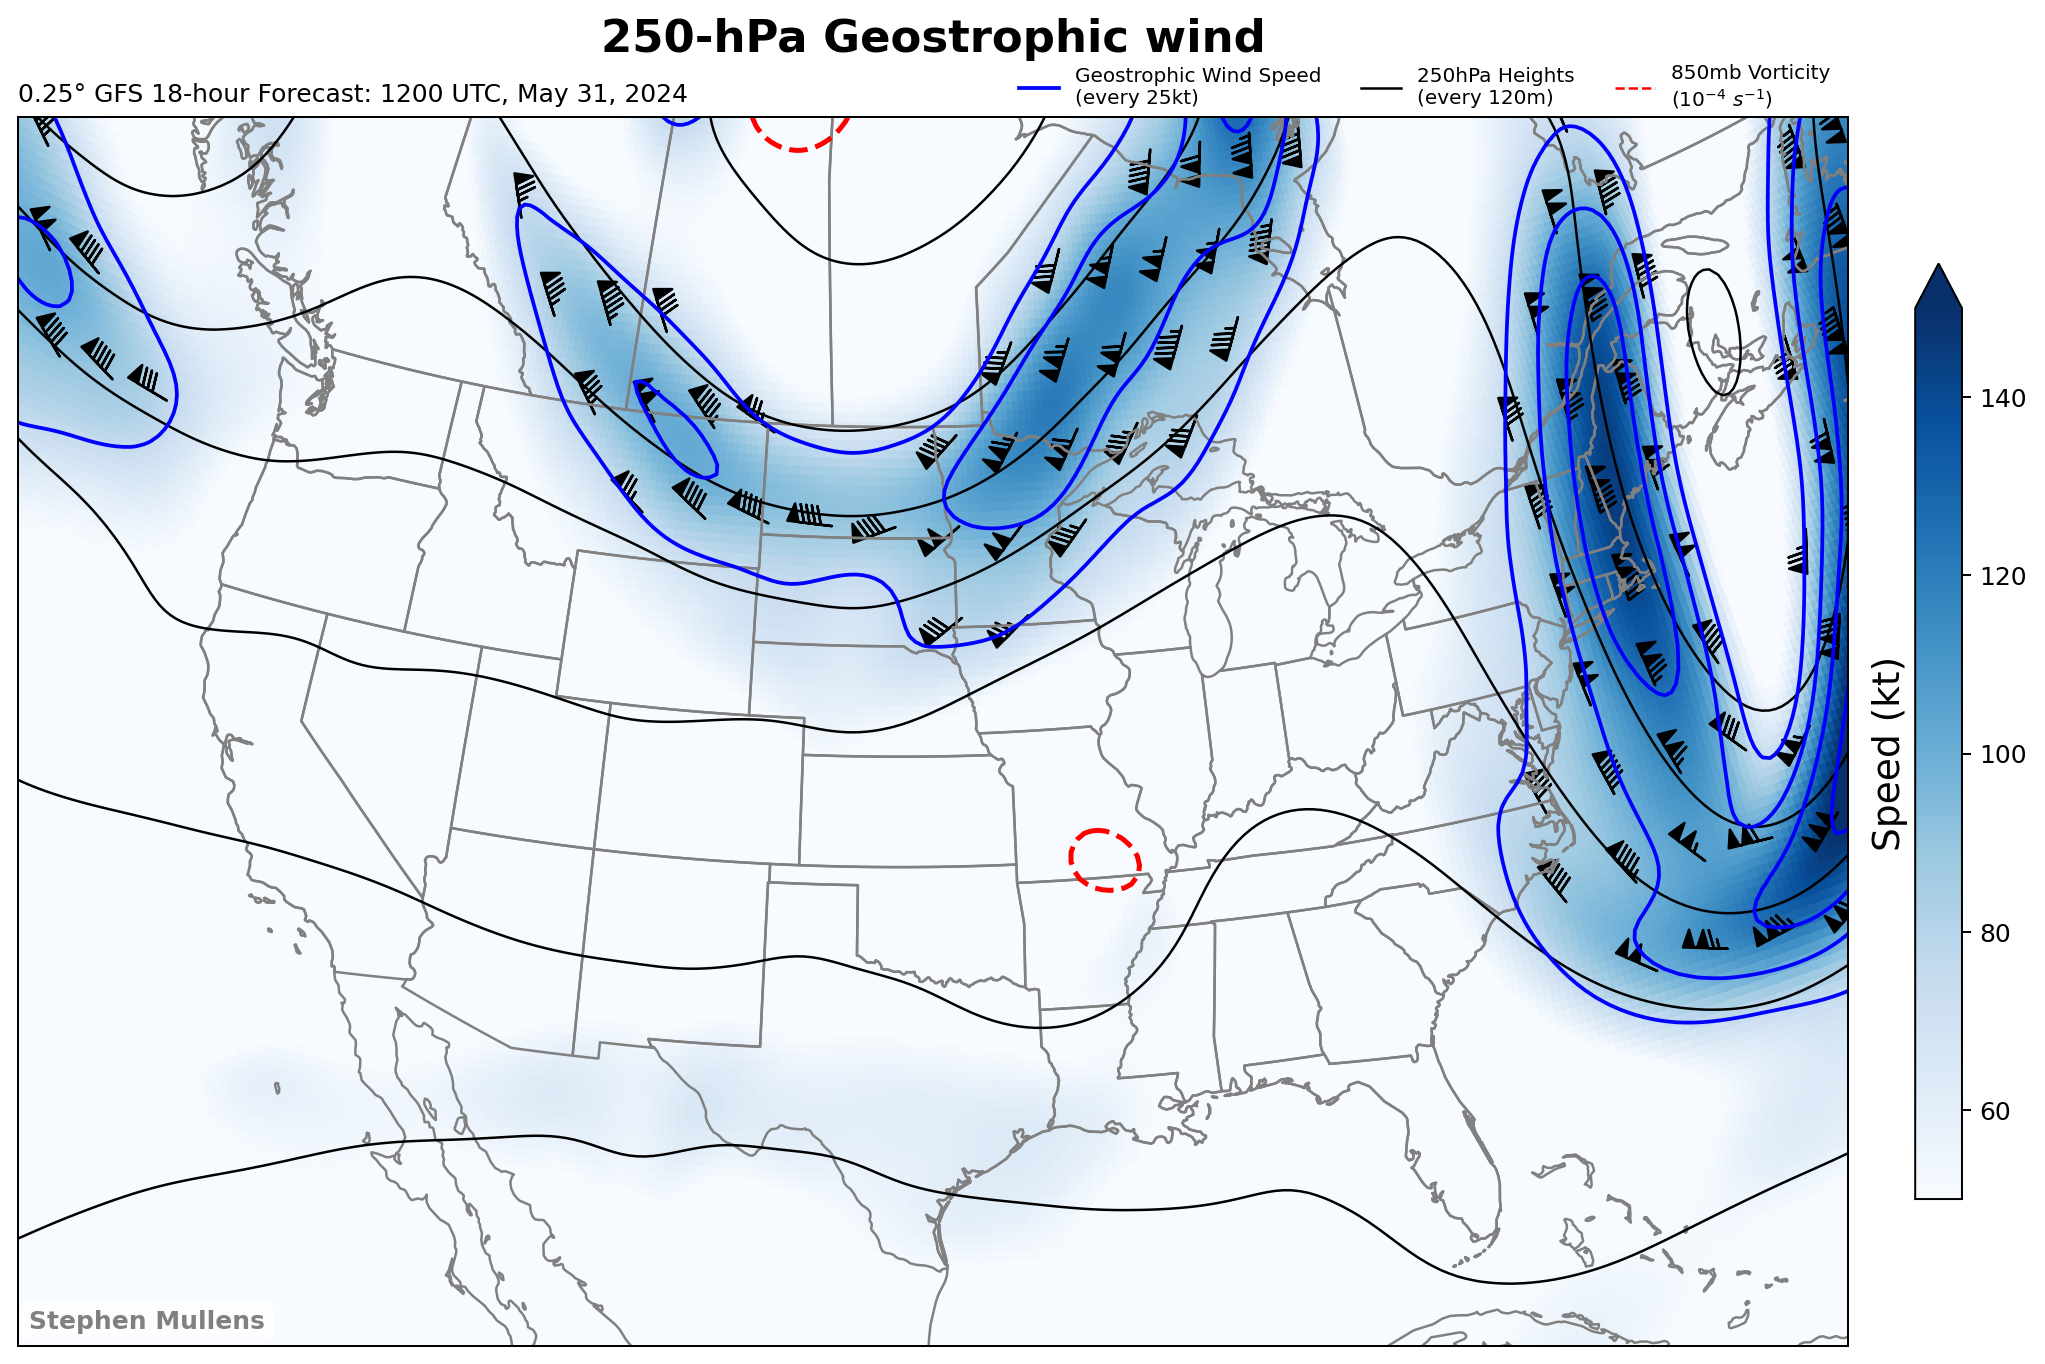 250-hPa Geostrophic wind
0.25° GFS 18-hour Forecast: 1200 UTC, May 31, 2024
Geostrophic Wind Speed
(every 25kt)
250hPa Heights
(every 120m)
850mb Vorticity
(10⁻⁴ s⁻¹)
140
120
100
80
60
Speed (kt)
Stephen Mullens